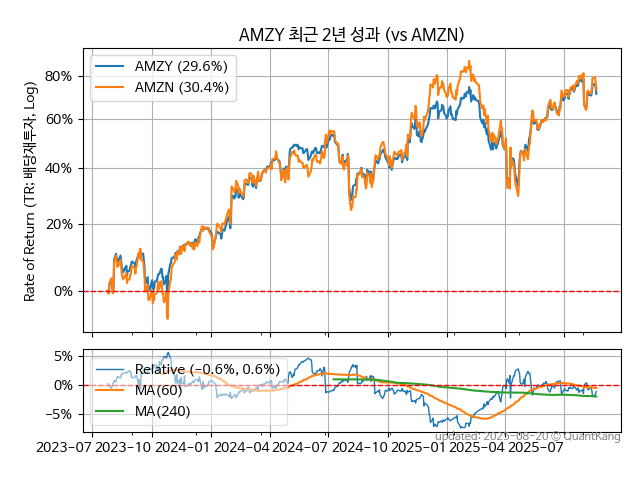 AMZY 최근 2년 성과 (vs AMZN)
Rate of Return (TR: 배당재투자, Log)
80%
60%
40%
20%
0%
AMZY (29.6%)
AMZN (30.4%)
5%
0%
−5%
Relative (−0.6%, 0.6%)
MA(60)
MA(240)
2023-07 2023-10 2024-01 2024-04 2024-07 2024-10 2025-01 2025-04 2025-07
updated: 2025-08-20 © QuantKang